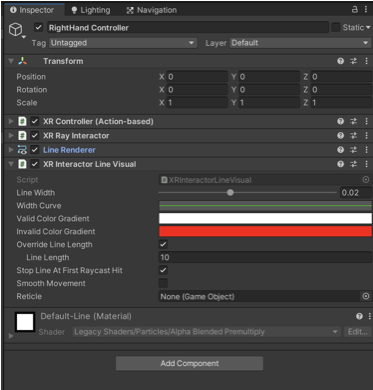 Inspector Lighting Navigation
RightHand Controller Static
Tag Untagged Layer Default
Transform
Position X 0 Y 0 Z 0
Rotation X 0 Y 0 Z 0
Scale X 1 Y 1 Z 1
XR Controller (Action-based)
XR Ray Interactor
Line Renderer
XR Interactor Line Visual
Script XRInteractorLineVisual
Line Width 0.02
Width Curve
Valid Color Gradient
Invalid Color Gradient
Override Line Length
Line Length 10
Stop Line At First Raycast Hit
Smooth Movement
Reticle None (Game Object)
Default-Line (Material)
Shader Legacy Shaders/Particles/Alpha Blended Premultiply Edit...
Add Component